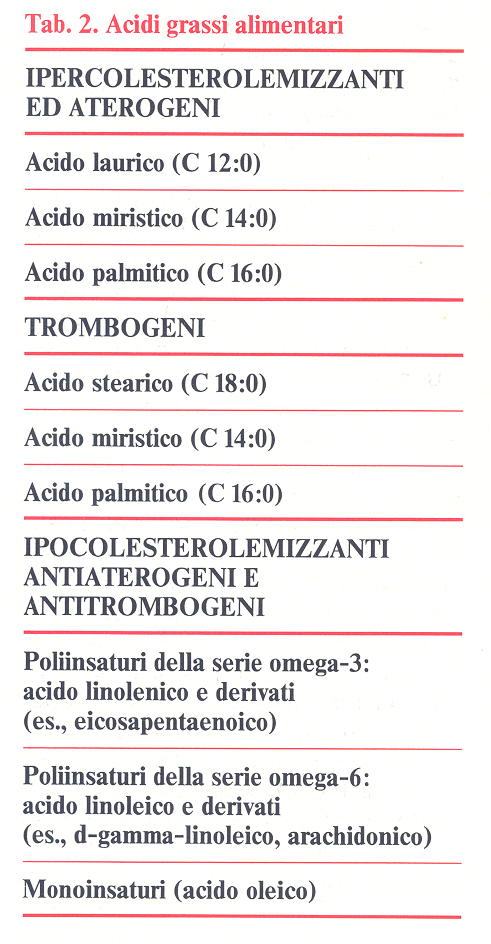 Tab. 2. Acidi grassi alimentari
IPERCOLESTEROLEMIZZANTI
ED ATEROGENI
Acido laurico (C 12:0)
Acido miristico (C 14:0)
Acido palmitico (C 16:0)
TROMBOGENI
Acido stearico (C 18:0)
Acido miristico (C 14:0)
Acido palmitico (C 16:0)
IPOCOLESTEROLEMIZZANTI
ANTIATEROGENI E
ANTITROMBOGENI
Poliinsaturi della serie omega-3:
acido linolenico e derivati
(es., eicosapentaenoico)
Poliinsaturi della serie omega-6:
acido linoleico e derivati
(es., d-gamma-linoleico, arachidonico)
Monoinsaturi (acido oleico)